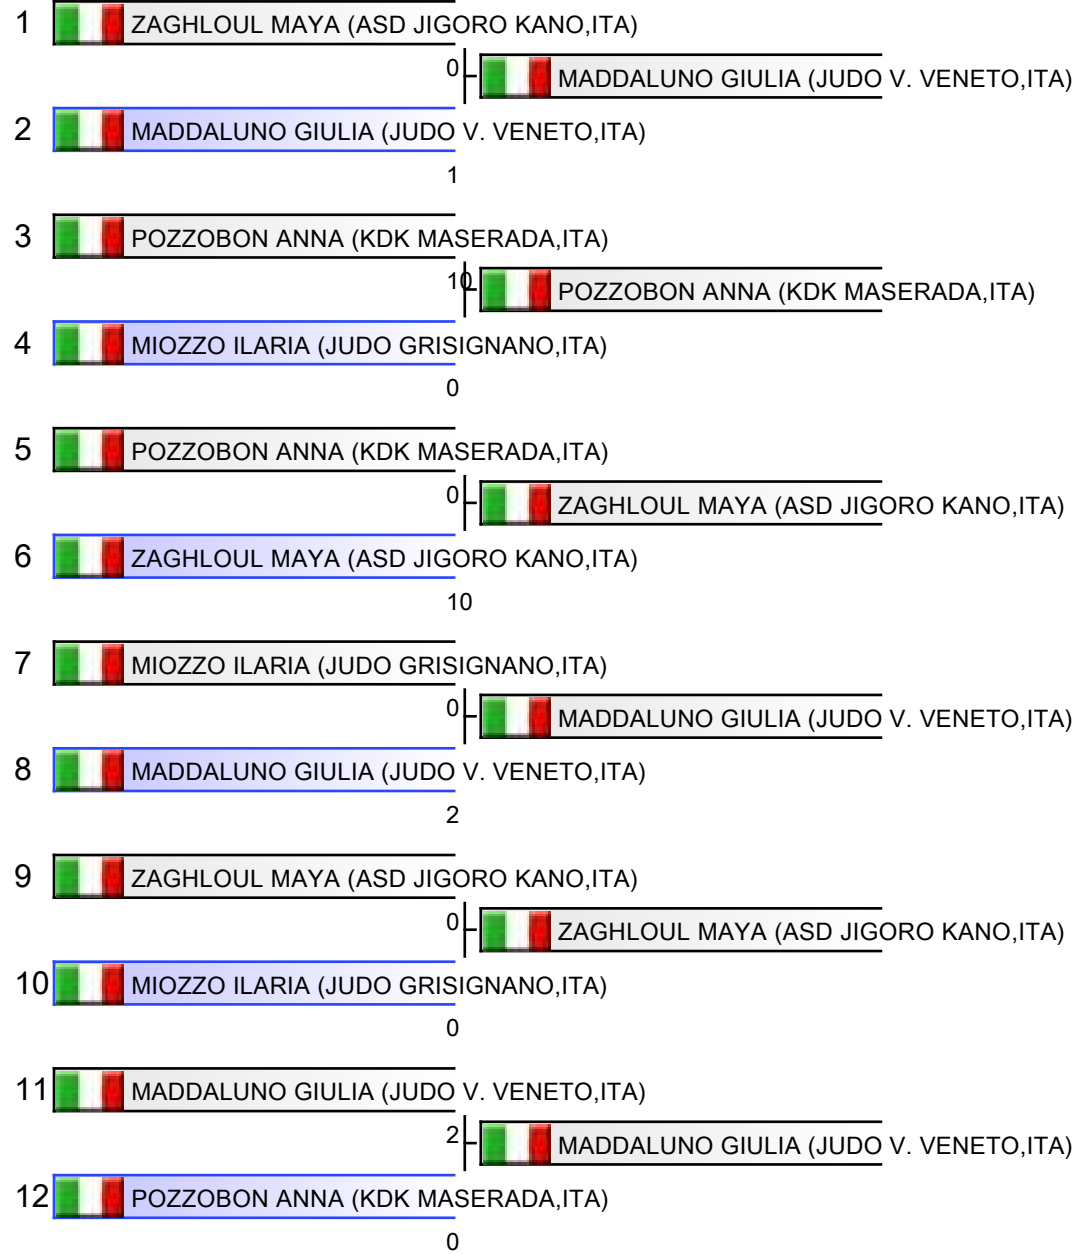 1 ZAGHLOUL MAYA (ASD JIGORO KANO,ITA)
0 MADDALUNO GIULIA (JUDO V. VENETO,ITA)
2 MADDALUNO GIULIA (JUDO V. VENETO,ITA)
1
3 POZZOBON ANNA (KDK MASERADA,ITA)
10 POZZOBON ANNA (KDK MASERADA,ITA)
4 MIOZZO ILARIA (JUDO GRISIGNANO,ITA)
0
5 POZZOBON ANNA (KDK MASERADA,ITA)
0 ZAGHLOUL MAYA (ASD JIGORO KANO,ITA)
6 ZAGHLOUL MAYA (ASD JIGORO KANO,ITA)
10
7 MIOZZO ILARIA (JUDO GRISIGNANO,ITA)
0 MADDALUNO GIULIA (JUDO V. VENETO,ITA)
8 MADDALUNO GIULIA (JUDO V. VENETO,ITA)
2
9 ZAGHLOUL MAYA (ASD JIGORO KANO,ITA)
0 ZAGHLOUL MAYA (ASD JIGORO KANO,ITA)
10 MIOZZO ILARIA (JUDO GRISIGNANO,ITA)
0
11 MADDALUNO GIULIA (JUDO V. VENETO,ITA)
2 MADDALUNO GIULIA (JUDO V. VENETO,ITA)
12 POZZOBON ANNA (KDK MASERADA,ITA)
0